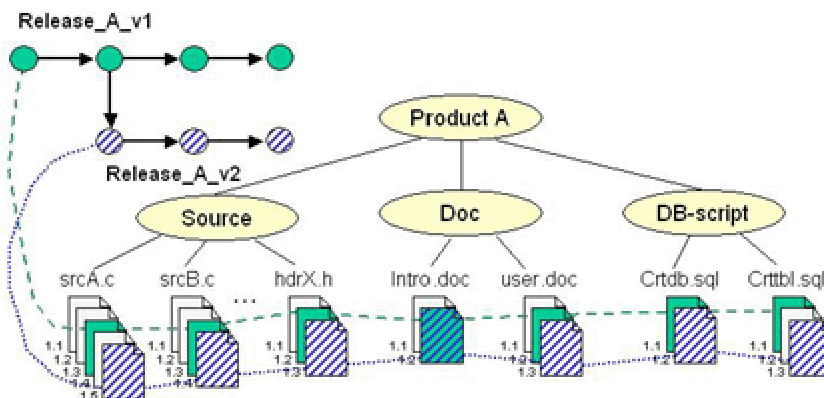 Release_A_v1
Product A
Release_A_v2
Source
Doc
DB-script
srcA.c
srcB.c
...
hdrX.h
Intro.doc
user.doc
Crtdb.sql
Crttbl.sql
1.1
1.2
1.3
1.4
1.5
1.1
1.2
1.3
1.4
1.1
1.2
1.3
1.1
1.2
1.1
1.2
1.3
1.1
1.2
1.1
1.2
1.3